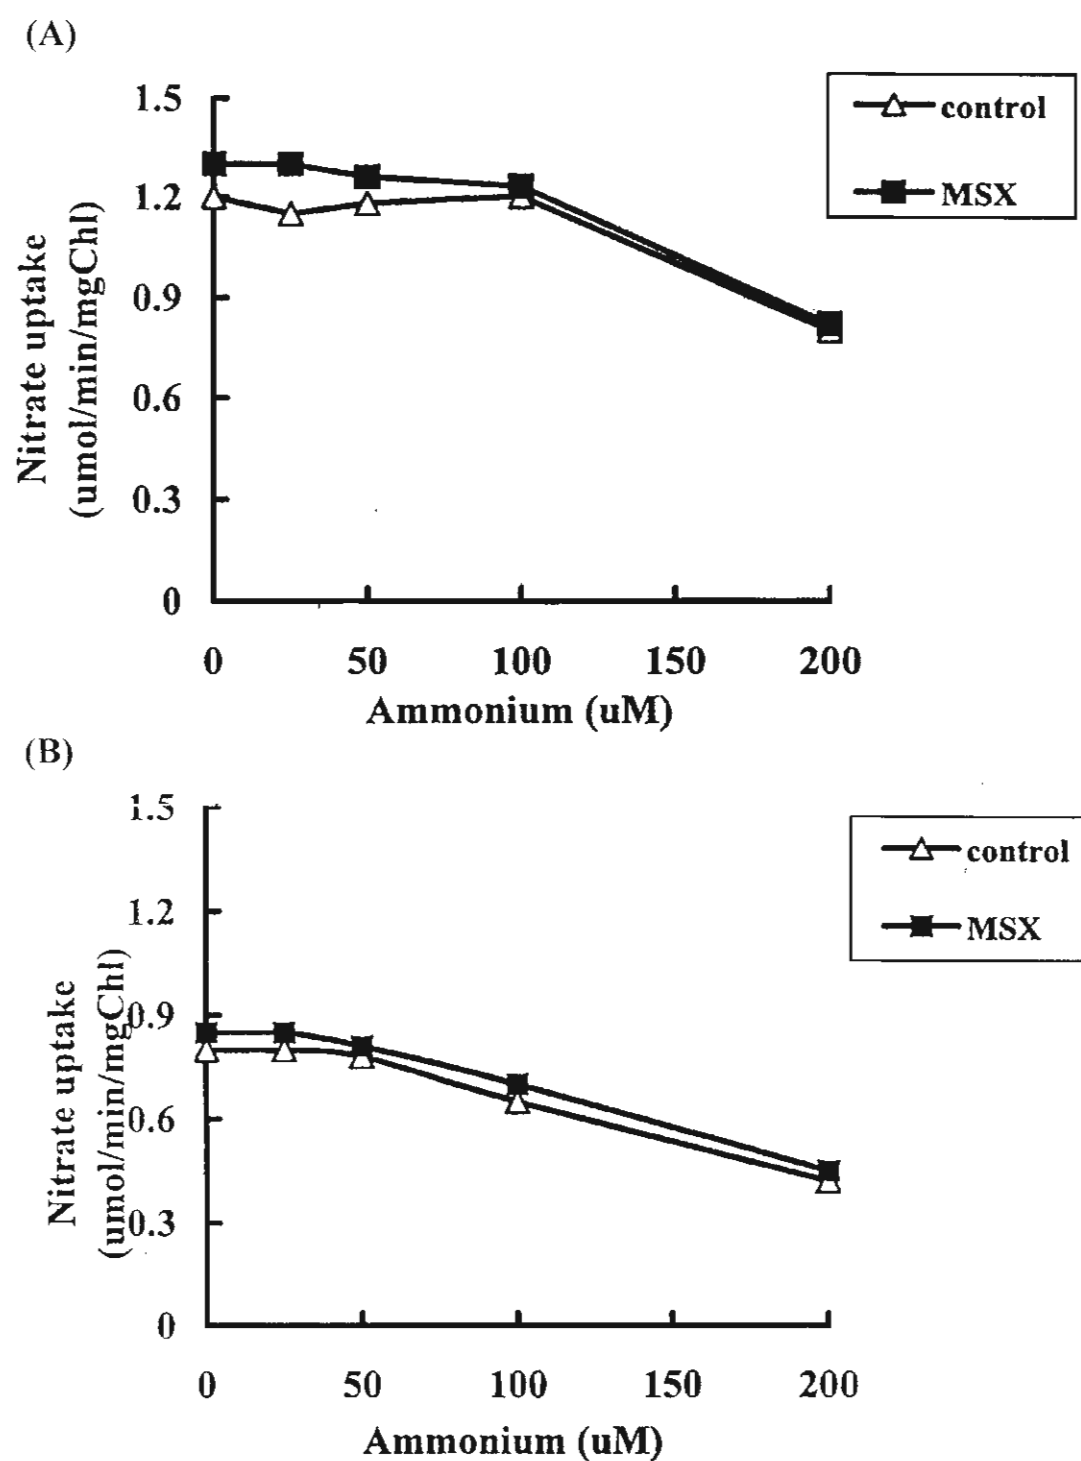 (A)
1.5
1.2
0.9
0.6
0.3
0
Nitrate uptake
(umol/min/mgChl)
control
MSX
0 50 100 150 200
Ammonium (uM)
(B)
1.5
1.2
0.9
0.6
0.3
0
Nitrate uptake
(umol/min/mgChl)
control
MSX
0 50 100 150 200
Ammonium (uM)